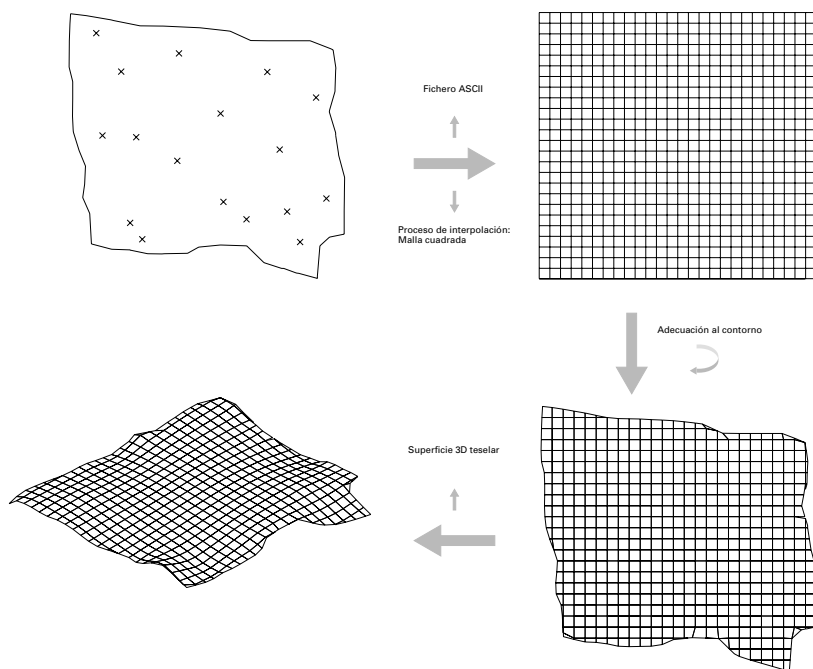 Fichero ASCII
Proceso de interpolación:
Malla cuadrada
Adecuación al contorno
Superficie 3D teselar